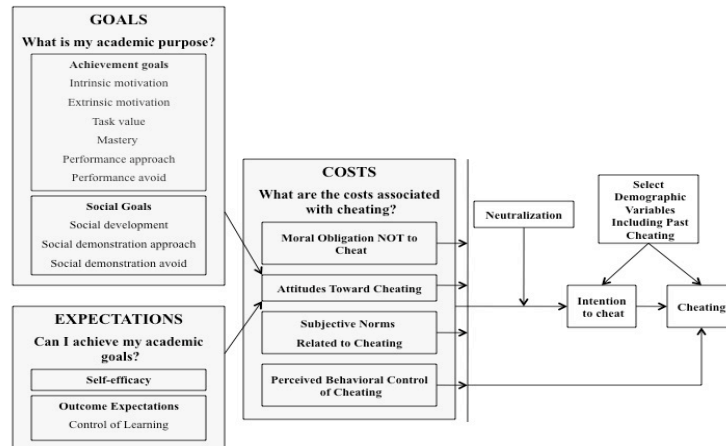 GOALS
What is my academic purpose?
Achievement goals
Intrinsic motivation
Extrinsic motivation
Task value
Mastery
Performance approach
Performance avoid
Social Goals
Social development
Social demonstration approach
Social demonstration avoid
EXPECTATIONS
Can I achieve my academic
goals?
Self-efficacy
Outcome Expectations
Control of Learning
COSTS
What are the costs associated
with cheating?
Moral Obligation NOT to
Cheat
Attitudes Toward Cheating
Subjective Norms
Related to Cheating
Perceived Behavioral Control
of Cheating
Neutralization
Select
Demographic
Variables
Including Past
Cheating
Intention
to cheat
Cheating